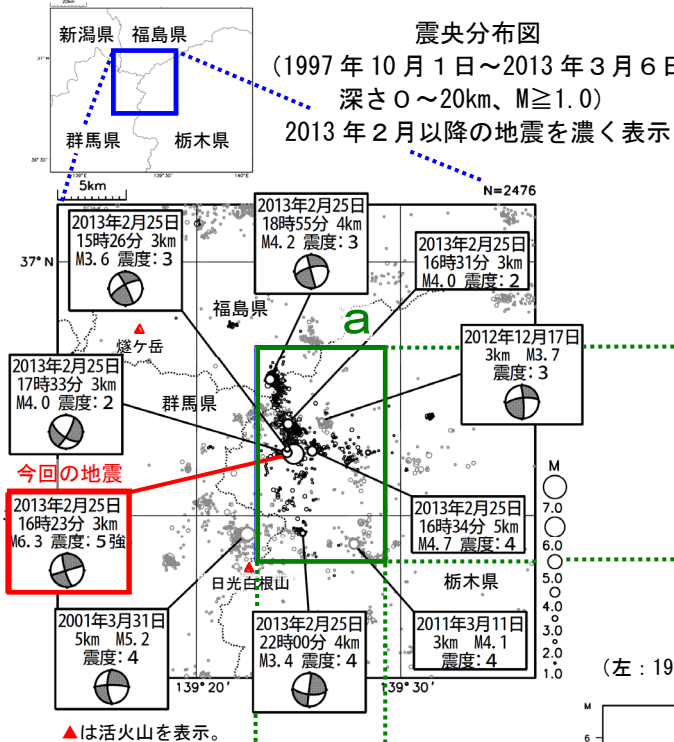 20km
新潟県 福島県
37°N
群馬県 栃木県
36°30'
139°E 139°30' 140°E
震央分布図
(1997年10月1日～2013年3月6日
深さ0～20km、M≧1.0)
2013年2月以降の地震を濃く表示
5km
N=2476
2013年2月25日
15時26分 3km
M3.6 震度:3
2013年2月25日
18時55分 4km
M4.2 震度:3
2013年2月25日
16時31分 3km
M4.0 震度:2
37°N
福島県
a
燧ケ岳
2012年12月17日
3km M3.7
震度:3
2013年2月25日
17時33分 3km
M4.0 震度:2
群馬県
今回の地震
2013年2月25日
16時23分 3km
M6.3 震度:5強
2013年2月25日
16時34分 5km
M4.7 震度:4
M
7.0
6.0
5.0
4.0
3.0
2.0
1.0
日光白根山
栃木県
2001年3月31日
5km M5.2
震度:4
2013年2月25日
22時00分 4km
M3.4 震度:4
2011年3月11日
3km M4.1
震度:4
139°20' 139°30'
(左:19
▲は活火山を表示。
M
6